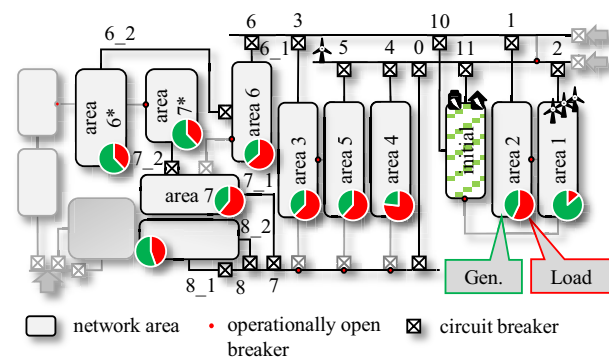 6 3 10 1
6_2
6_1 5 4 0 11 2
area 6*
area 7*
area 6
area 3
area 5
area 4
initial
area 2
area 1
7_2
7_1
area 7
8_2
8_1 8 7
Gen.
Load
network area
operationally open breaker
circuit breaker